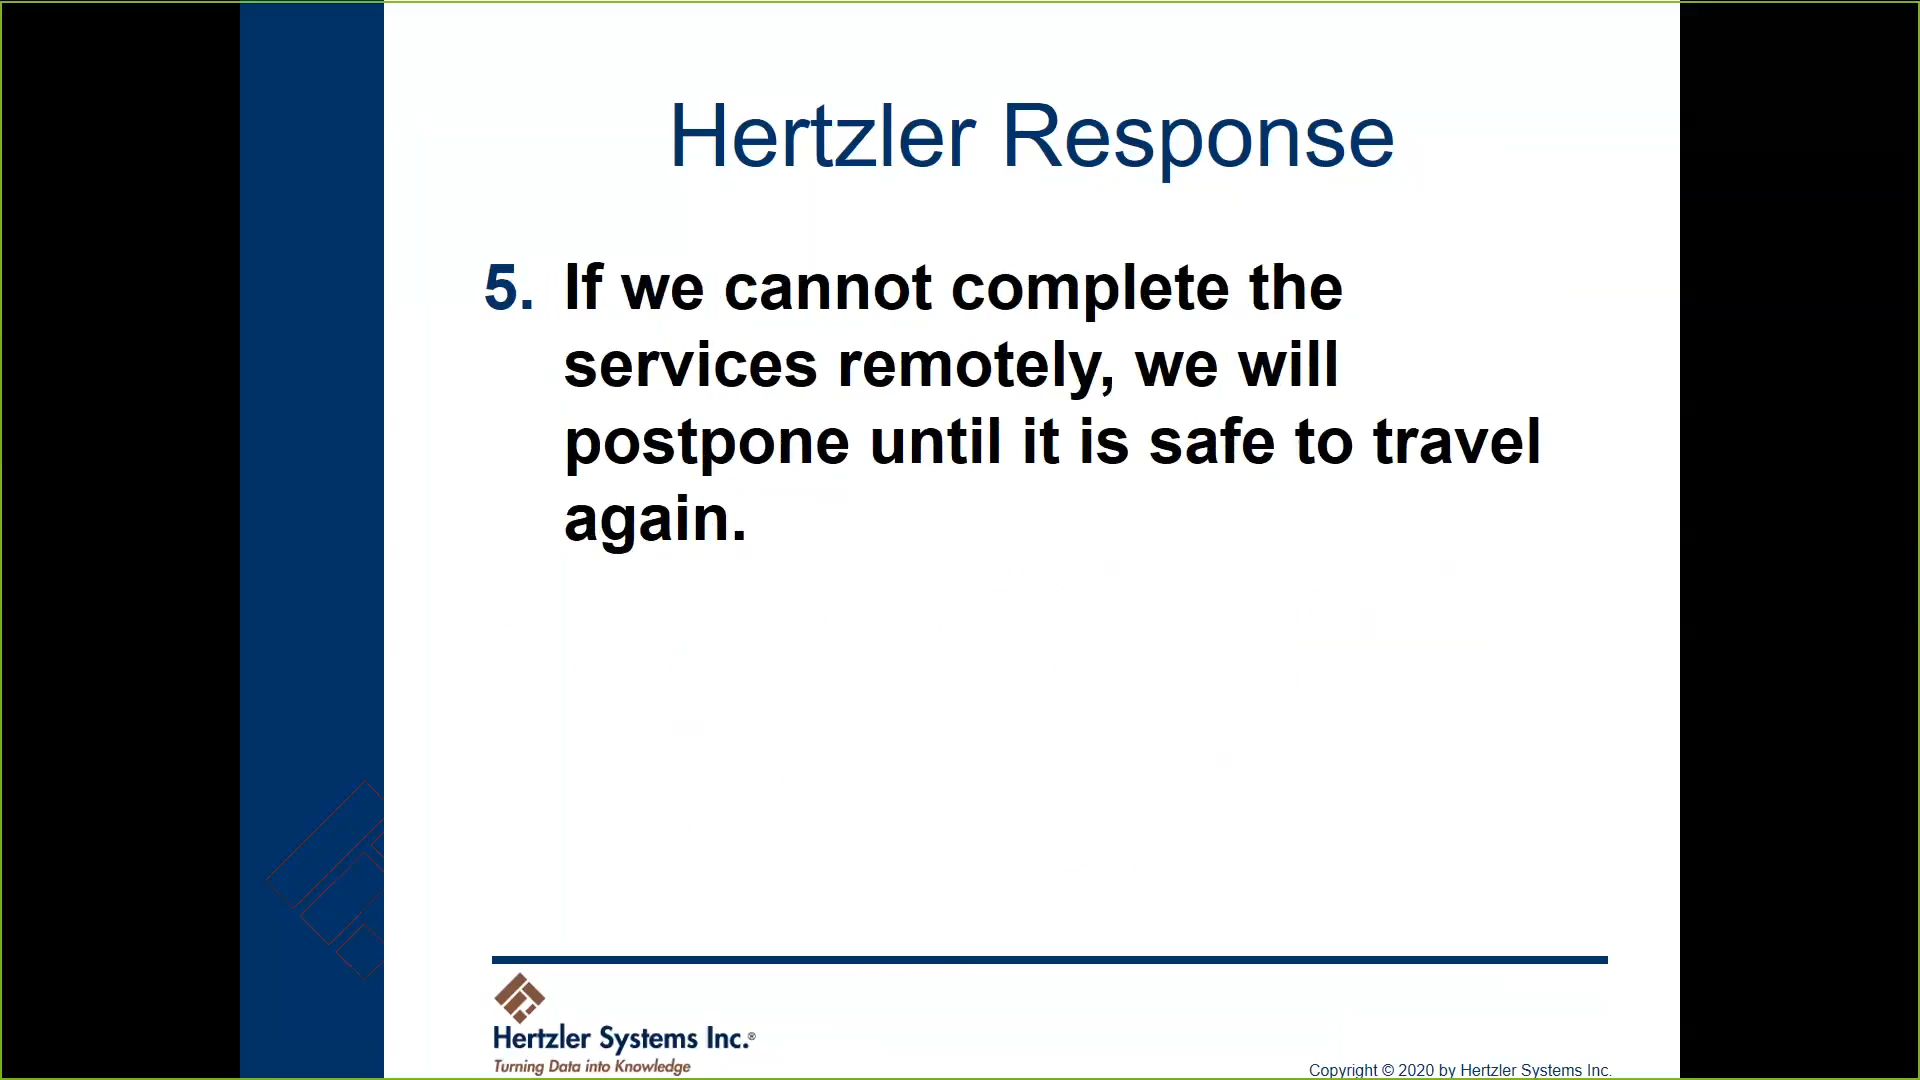 Hertzler Response
5. If we cannot complete the
services remotely, we will
postpone until it is safe to travel
again.
Hertzler Systems Inc.®
Turning Data into Knowledge
Copyright © 2020 by Hertzler Systems Inc.